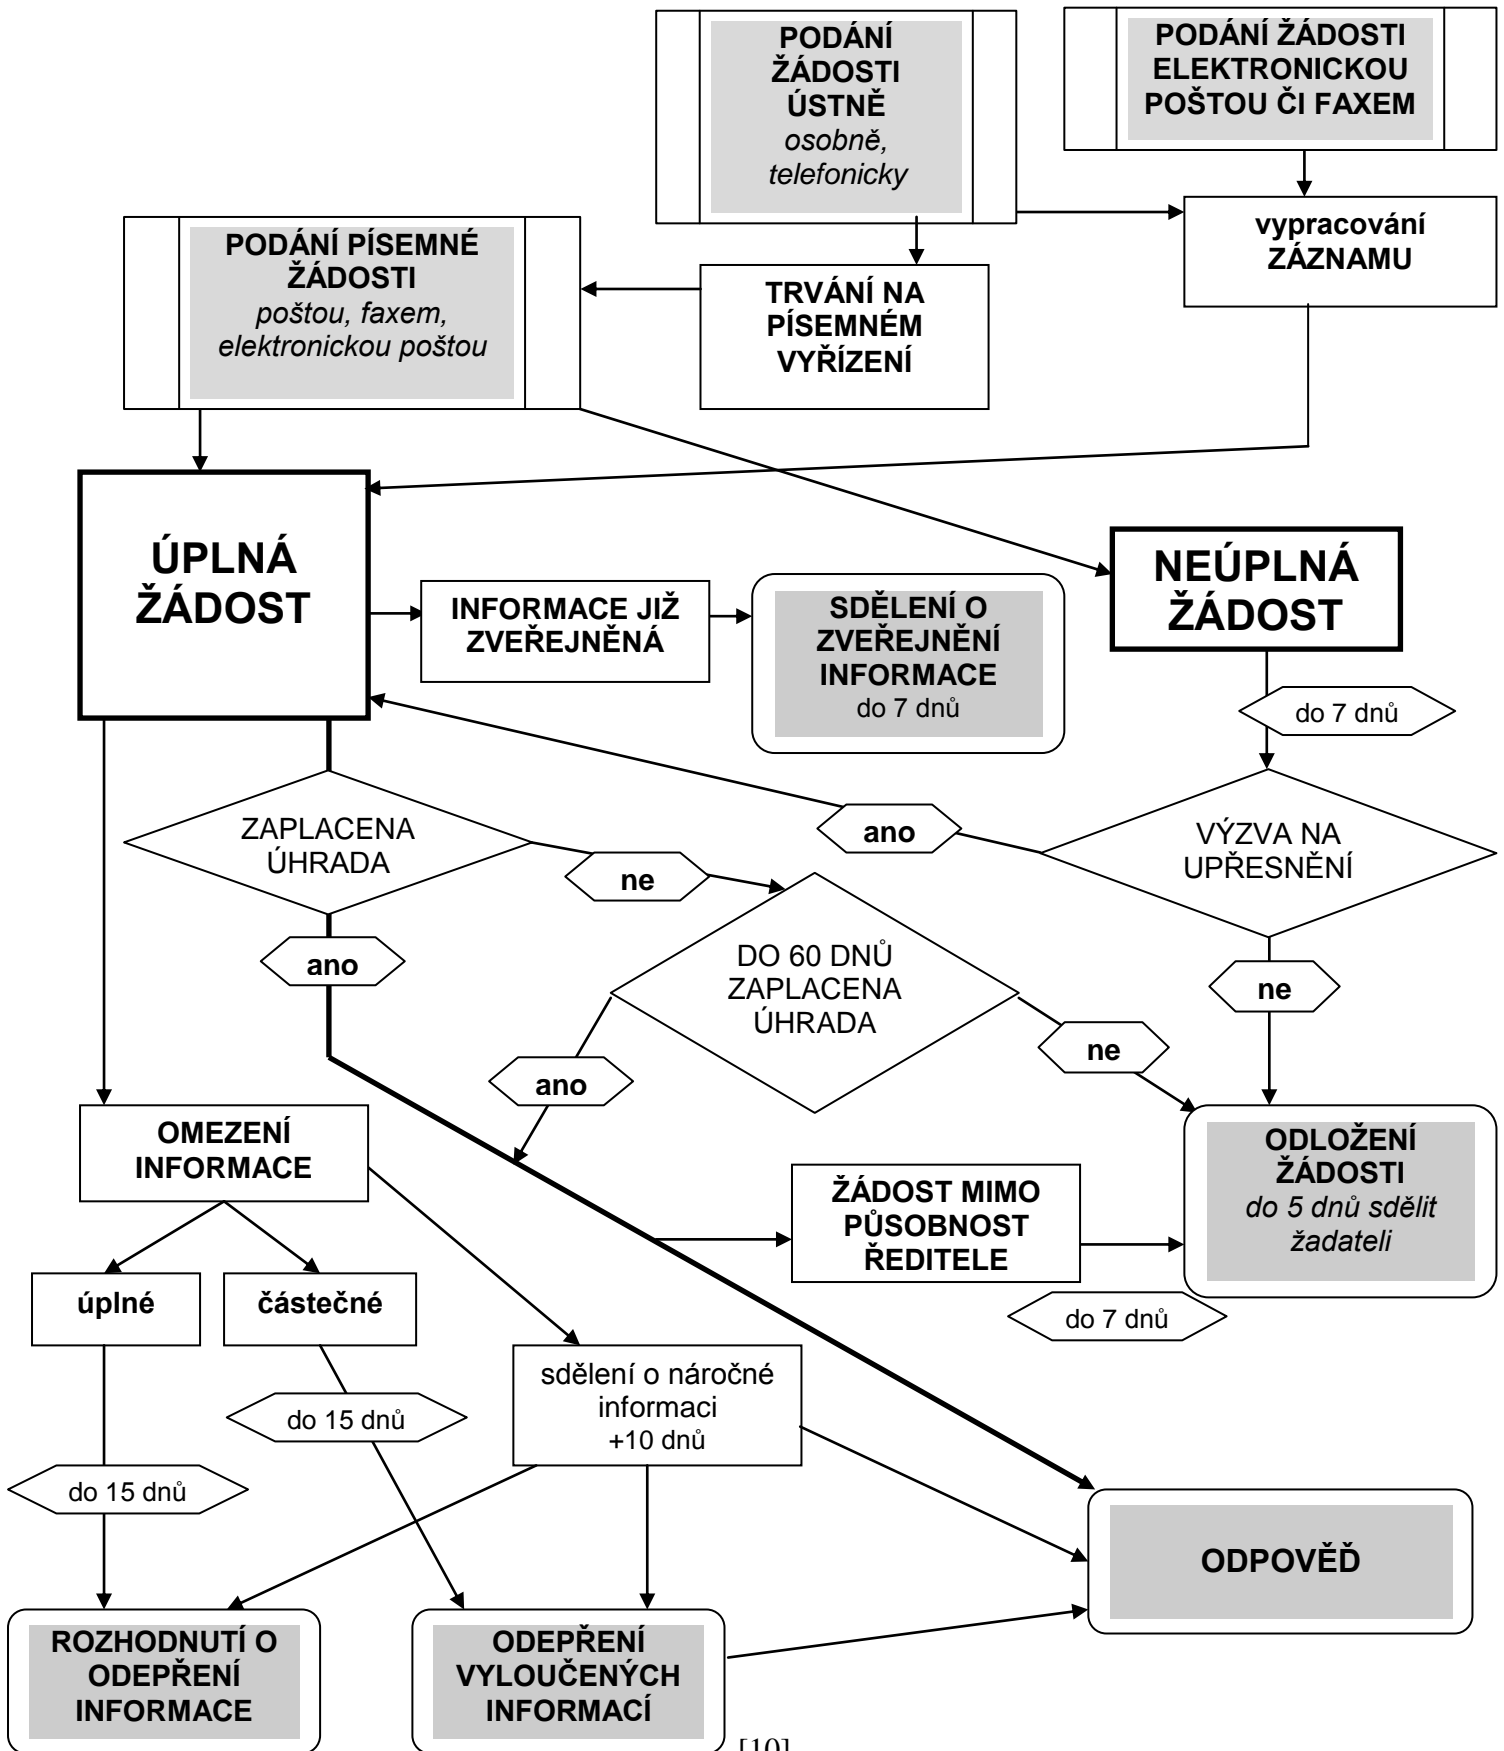 PODÁNÍ
ŽÁDOSTI
ÚSTNĚ
osobně,
telefonicky
PODÁNÍ ŽÁDOSTI
ELEKTRONICKOU
POŠTOU ČI FAXEM
PODÁNÍ PÍSEMNÉ
ŽÁDOSTI
poštou, faxem,
elektronickou poštou
TRVÁNÍ NA
PÍSEMNÉM
VYŘÍZENÍ
vypracování
ZÁZNAMU
ÚPLNÁ
ŽÁDOST
INFORMACE JIŽ
ZVEŘEJNĚNÁ
SDĚLENÍ O
ZVEŘEJNĚNÍ
INFORMACE
do 7 dnů
NEÚPLNÁ
ŽÁDOST
do 7 dnů
ZAPLACENA
ÚHRADA
ne
ano
VÝZVA NA
UPŘESNĚNÍ
ano
DO 60 DNŮ
ZAPLACENA
ÚHRADA
ne
ano
ne
OMEZENÍ
INFORMACE
ŽÁDOST MIMO
PŮSOBNOST
ŘEDITELE
ODLOŽENÍ
ŽÁDOSTI
do 5 dnů sdělit
žadateli
do 7 dnů
úplné
částečné
sdělení o náročné
informaci
+10 dnů
do 15 dnů
do 15 dnů
ODPOVĚĎ
ROZHODNUTÍ O
ODEPŘENÍ
INFORMACE
ODEPŘENÍ
VYLOUČENÝCH
INFORMACÍ
[10]